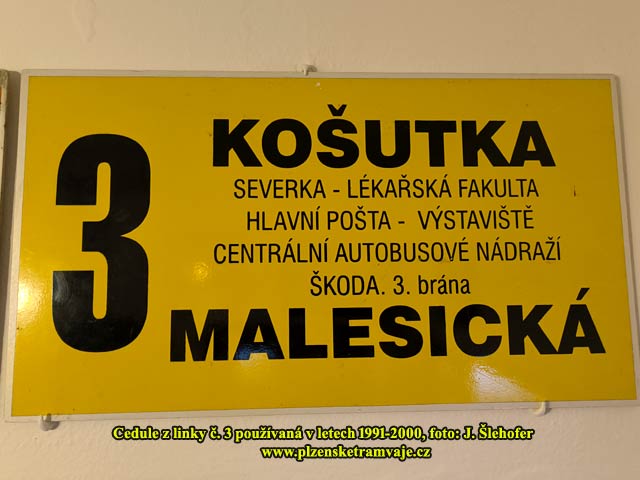 3
KOŠUTKA
SEVERKA - LÉKAŘSKÁ FAKULTA
HLAVNÍ POŠTA - VÝSTAVIŠTĚ
CENTRÁLNÍ AUTOBUSOVÉ NÁDRAŽÍ
ŠKODA. 3. brána
MALESICKÁ
Cedule z linky č. 3 používaná v letech 1991-2000, foto: J. Šlehofer
www.plzensketramvaje.cz